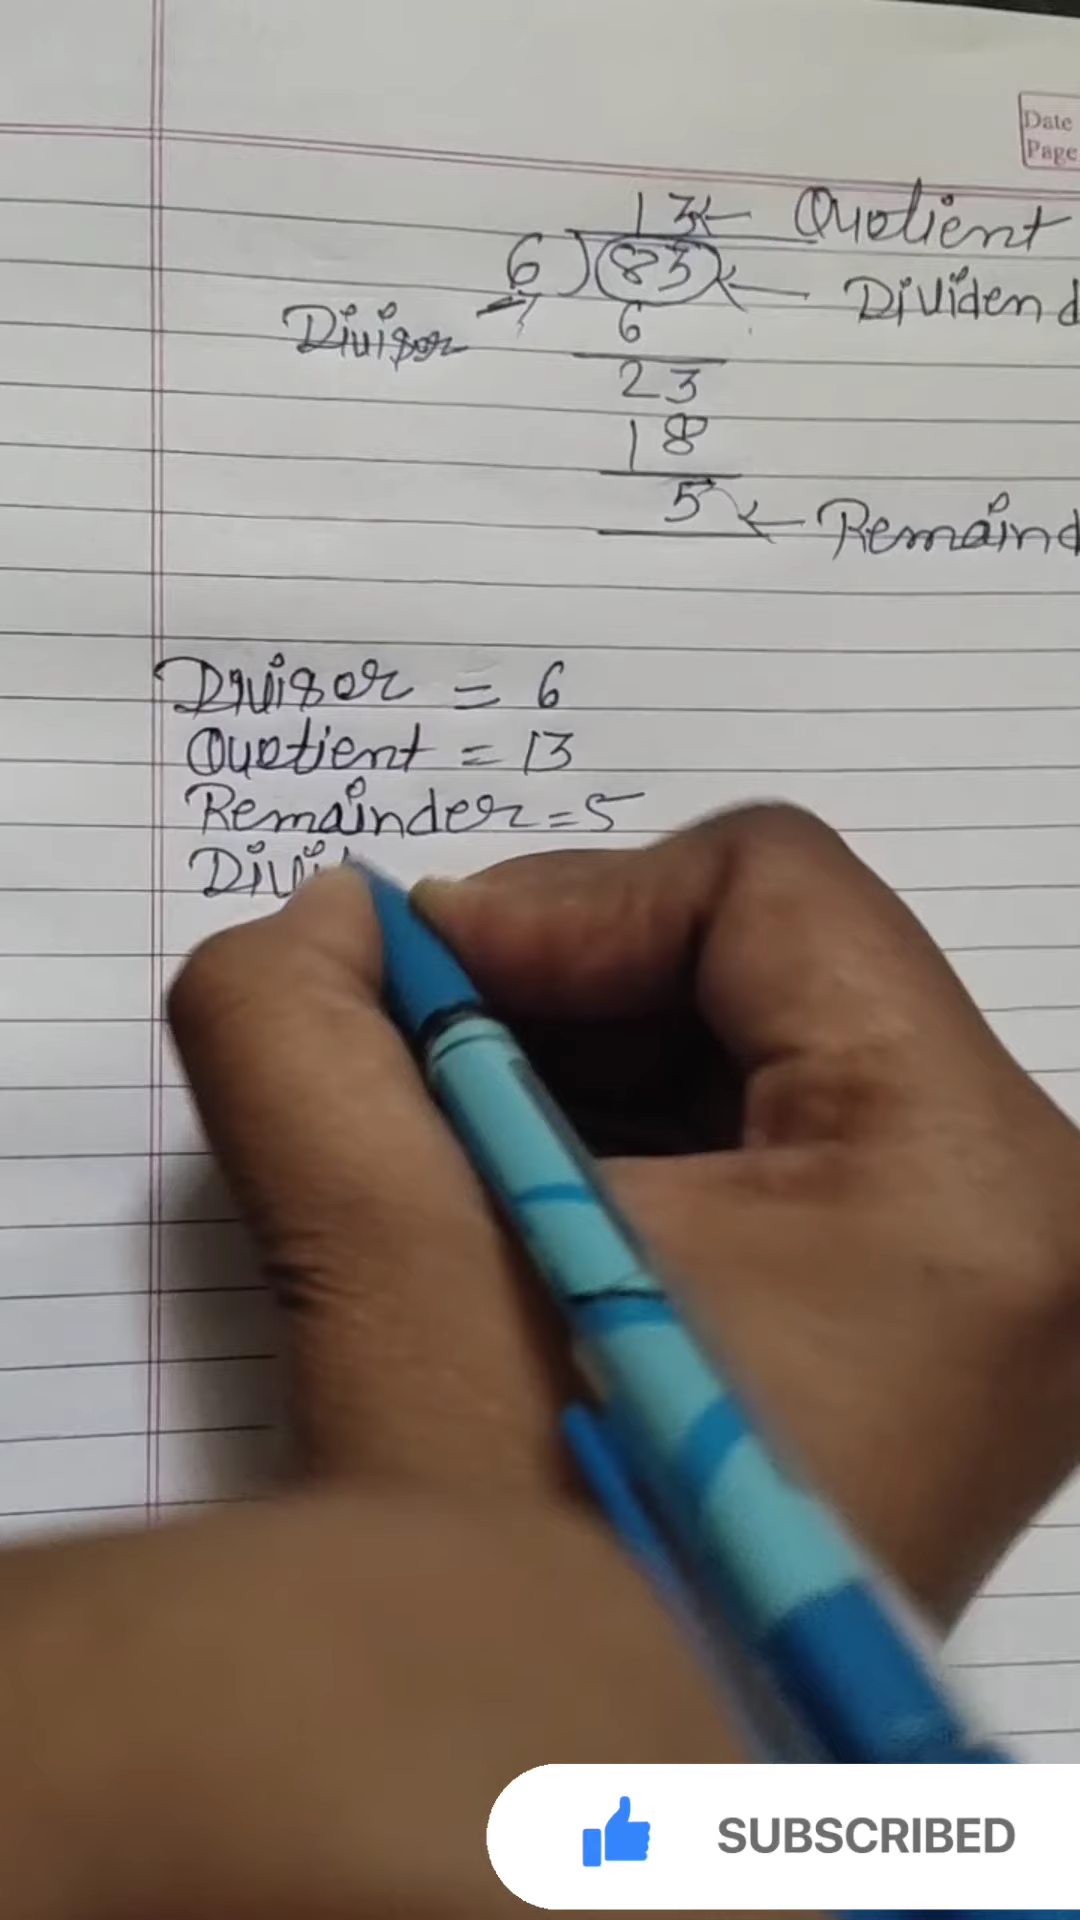 Date
Page
13 ← Quotient
6 ) 83 ← Dividend
Divisor
6
23
18
5 ← Remaind
Divisor = 6
Quotient = 13
Remainder = 5
Divi
SUBSCRIBED